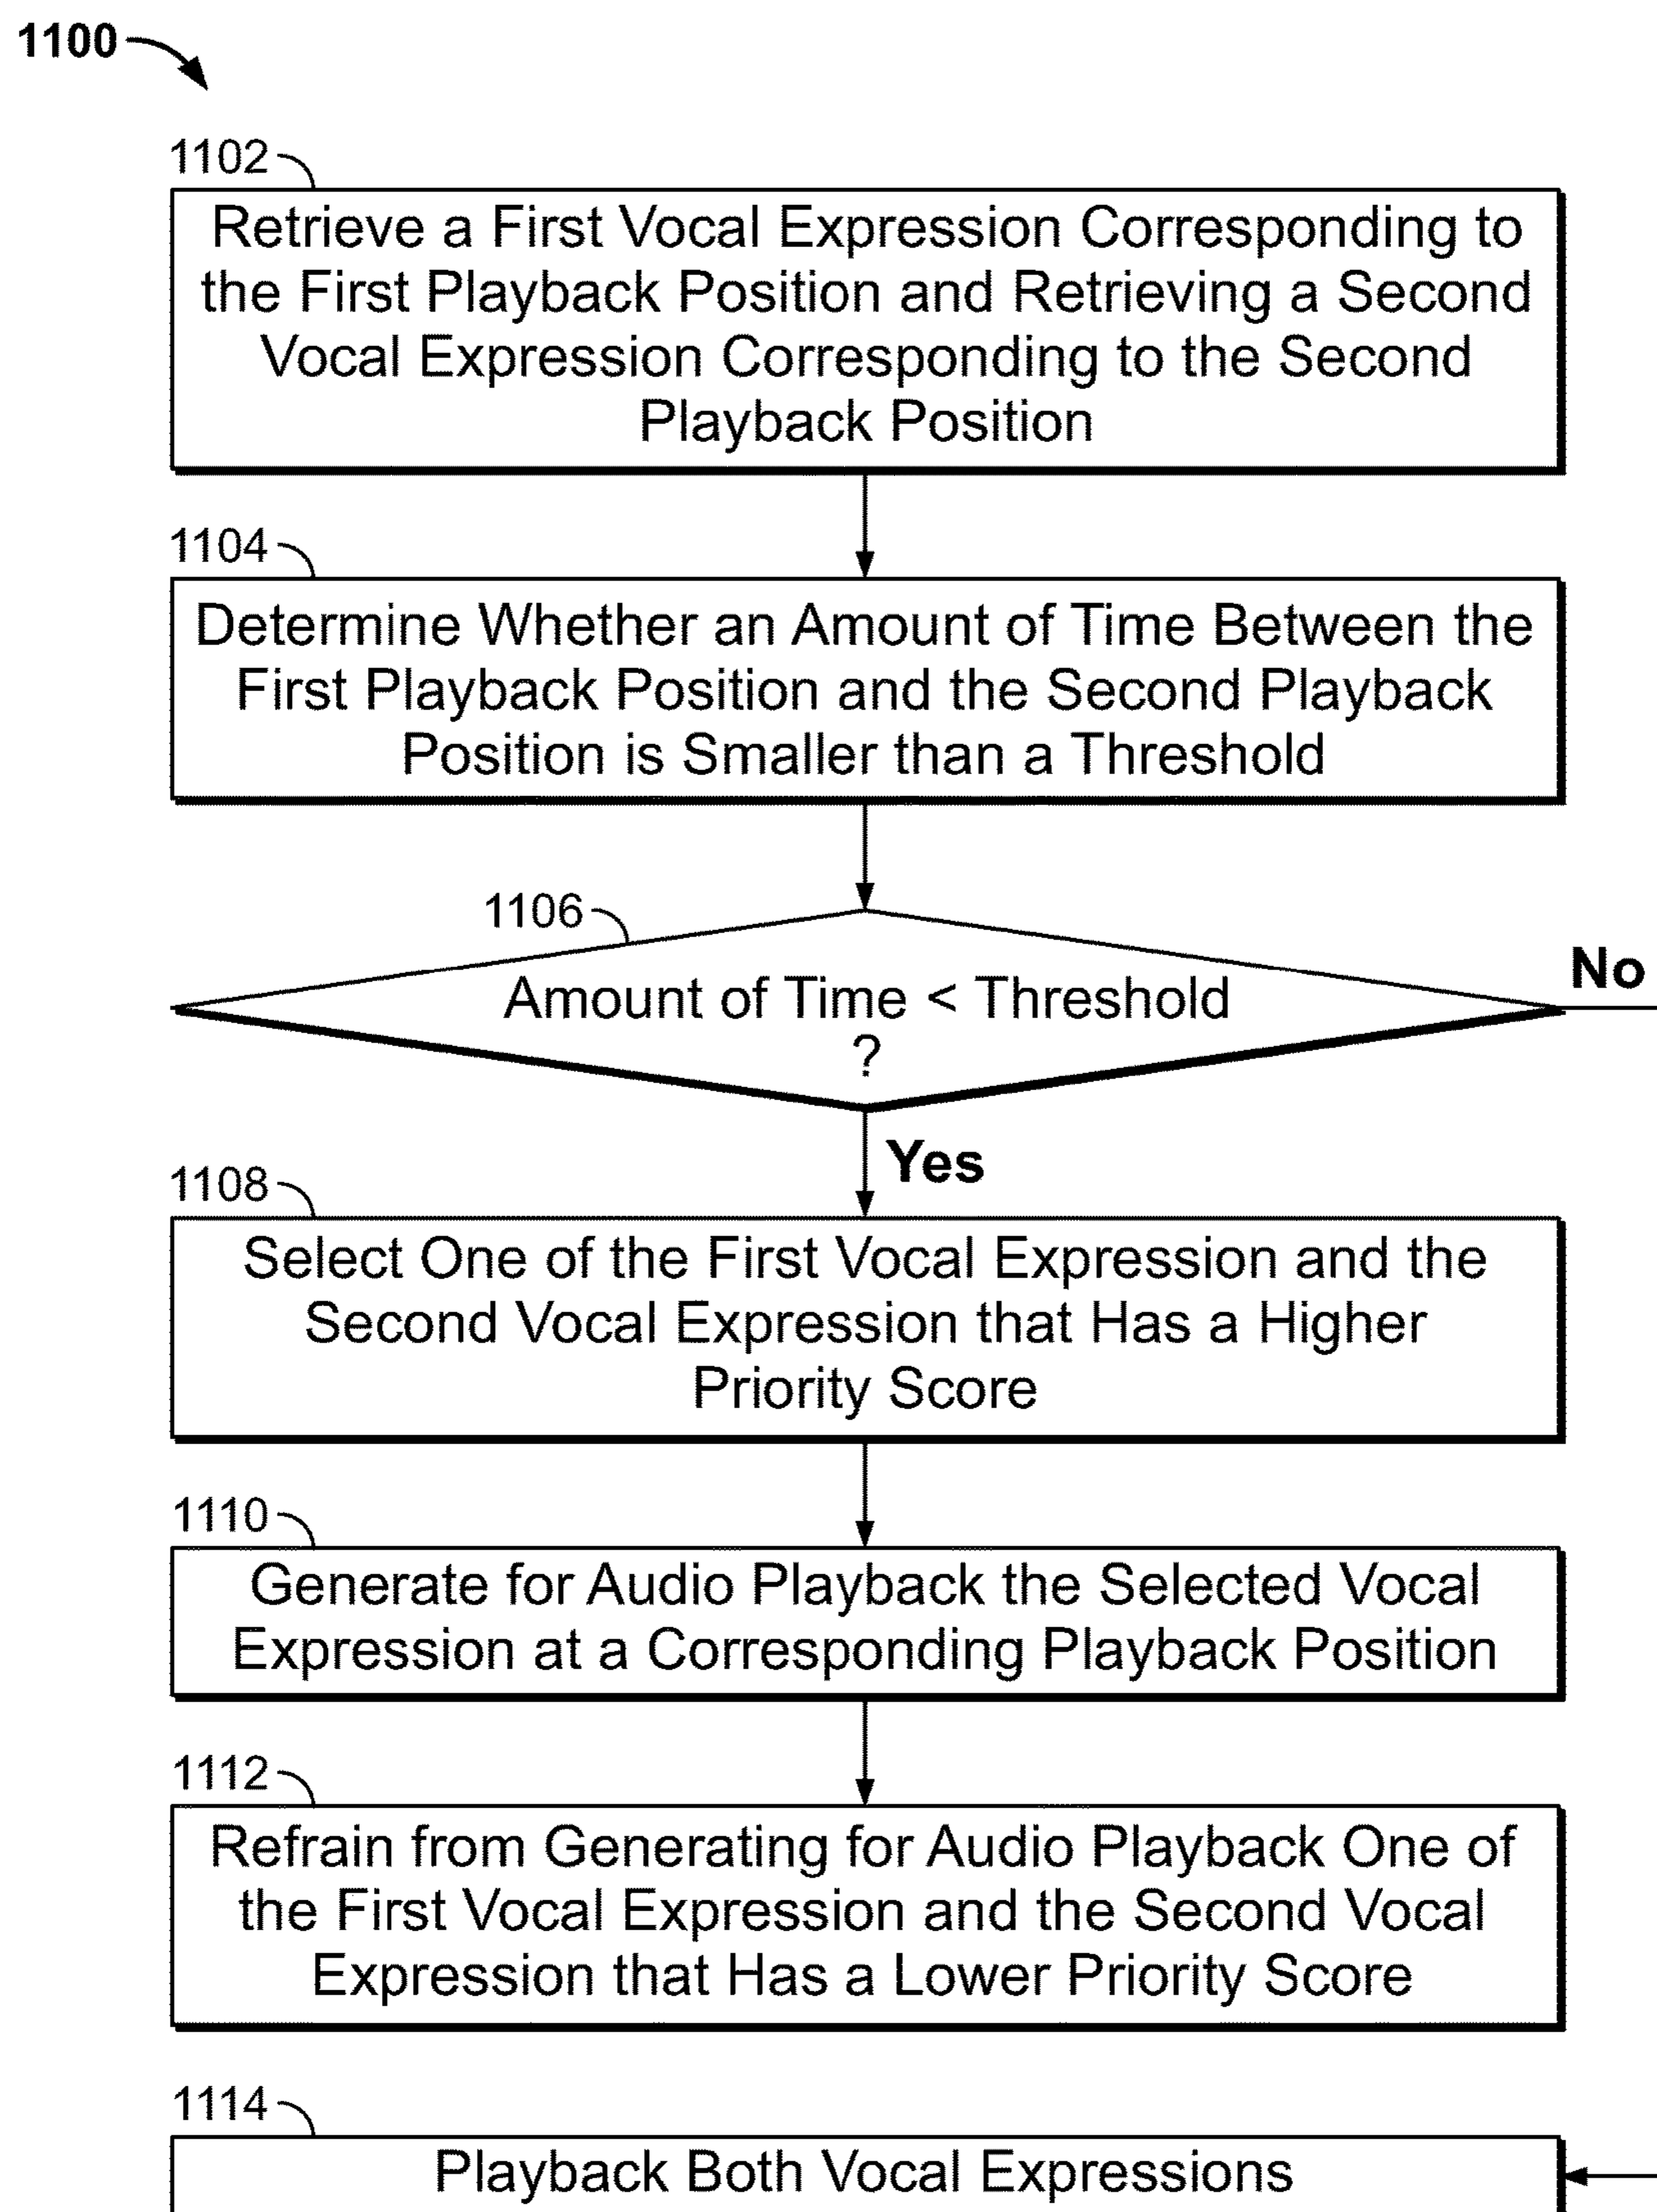 1100
1102
Retrieve a First Vocal Expression Corresponding to
the First Playback Position and Retrieving a Second
Vocal Expression Corresponding to the Second
Playback Position
1104
Determine Whether an Amount of Time Between the
First Playback Position and the Second Playback
Position is Smaller than a Threshold
1106
Amount of Time < Threshold
?
No
Yes
1108
Select One of the First Vocal Expression and the
Second Vocal Expression that Has a Higher
Priority Score
1110
Generate for Audio Playback the Selected Vocal
Expression at a Corresponding Playback Position
1112
Refrain from Generating for Audio Playback One of
the First Vocal Expression and the Second Vocal
Expression that Has a Lower Priority Score
1114
Playback Both Vocal Expressions